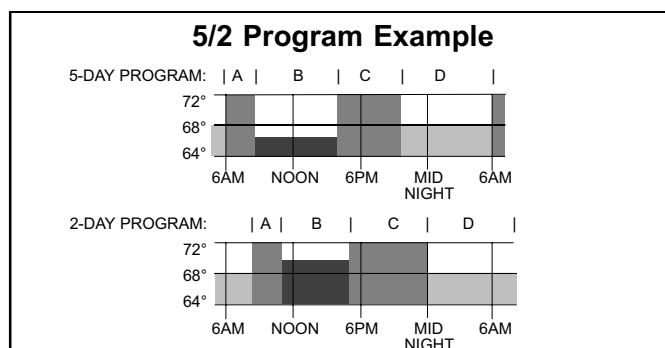 5/2 Program Example
5-DAY PROGRAM: | A | B | C | D |
72°
68°
64°
6AM NOON 6PM MID NIGHT 6AM
2-DAY PROGRAM: | A | B | C | D |
72°
68°
64°
6AM NOON 6PM MID NIGHT 6AM